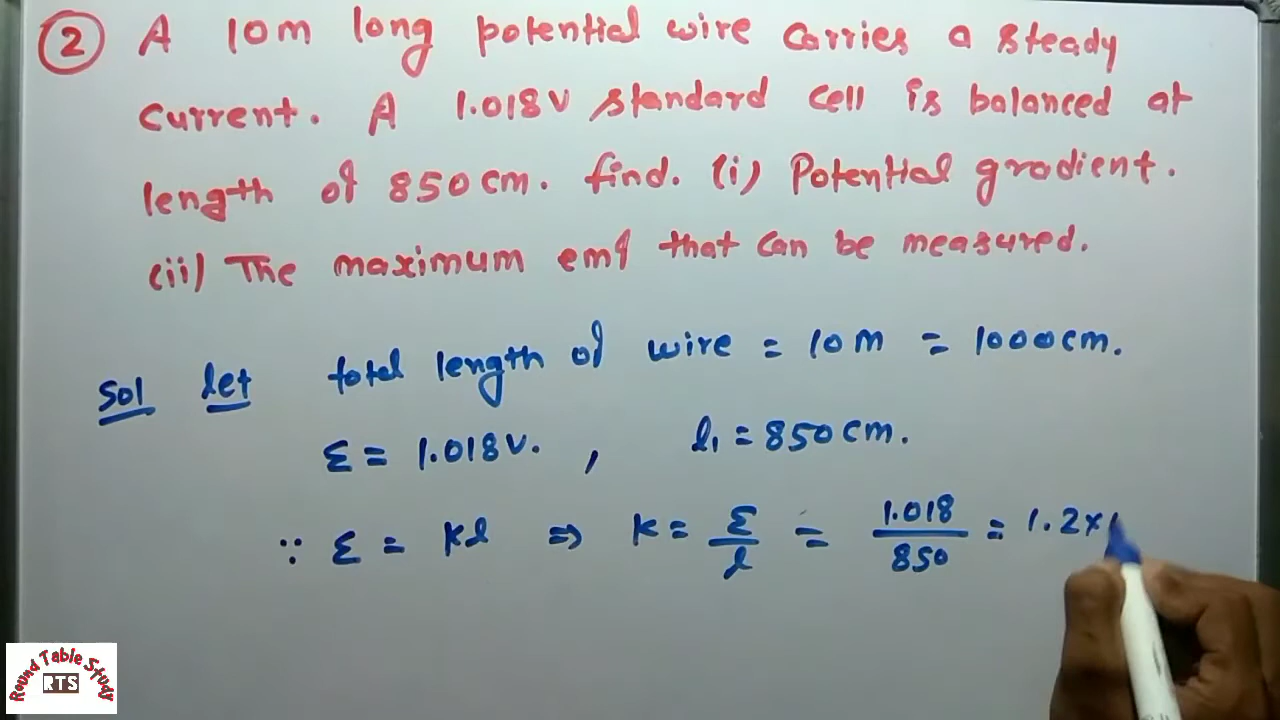 2 A 10m long potential wire carries a steady
current. A 1.018V standard cell is balanced at
length of 850cm. find. (i) Potential gradient.
(ii) The maximum emf that can be measured.
Sol Let total length of wire = 10m = 1000cm.
Ɛ = 1.018V. , l₁ = 850cm.
∵ Ɛ = Kl ⇒ K = Ɛ/l = 1.018/850 = 1.2×
Round Table Study
RTS